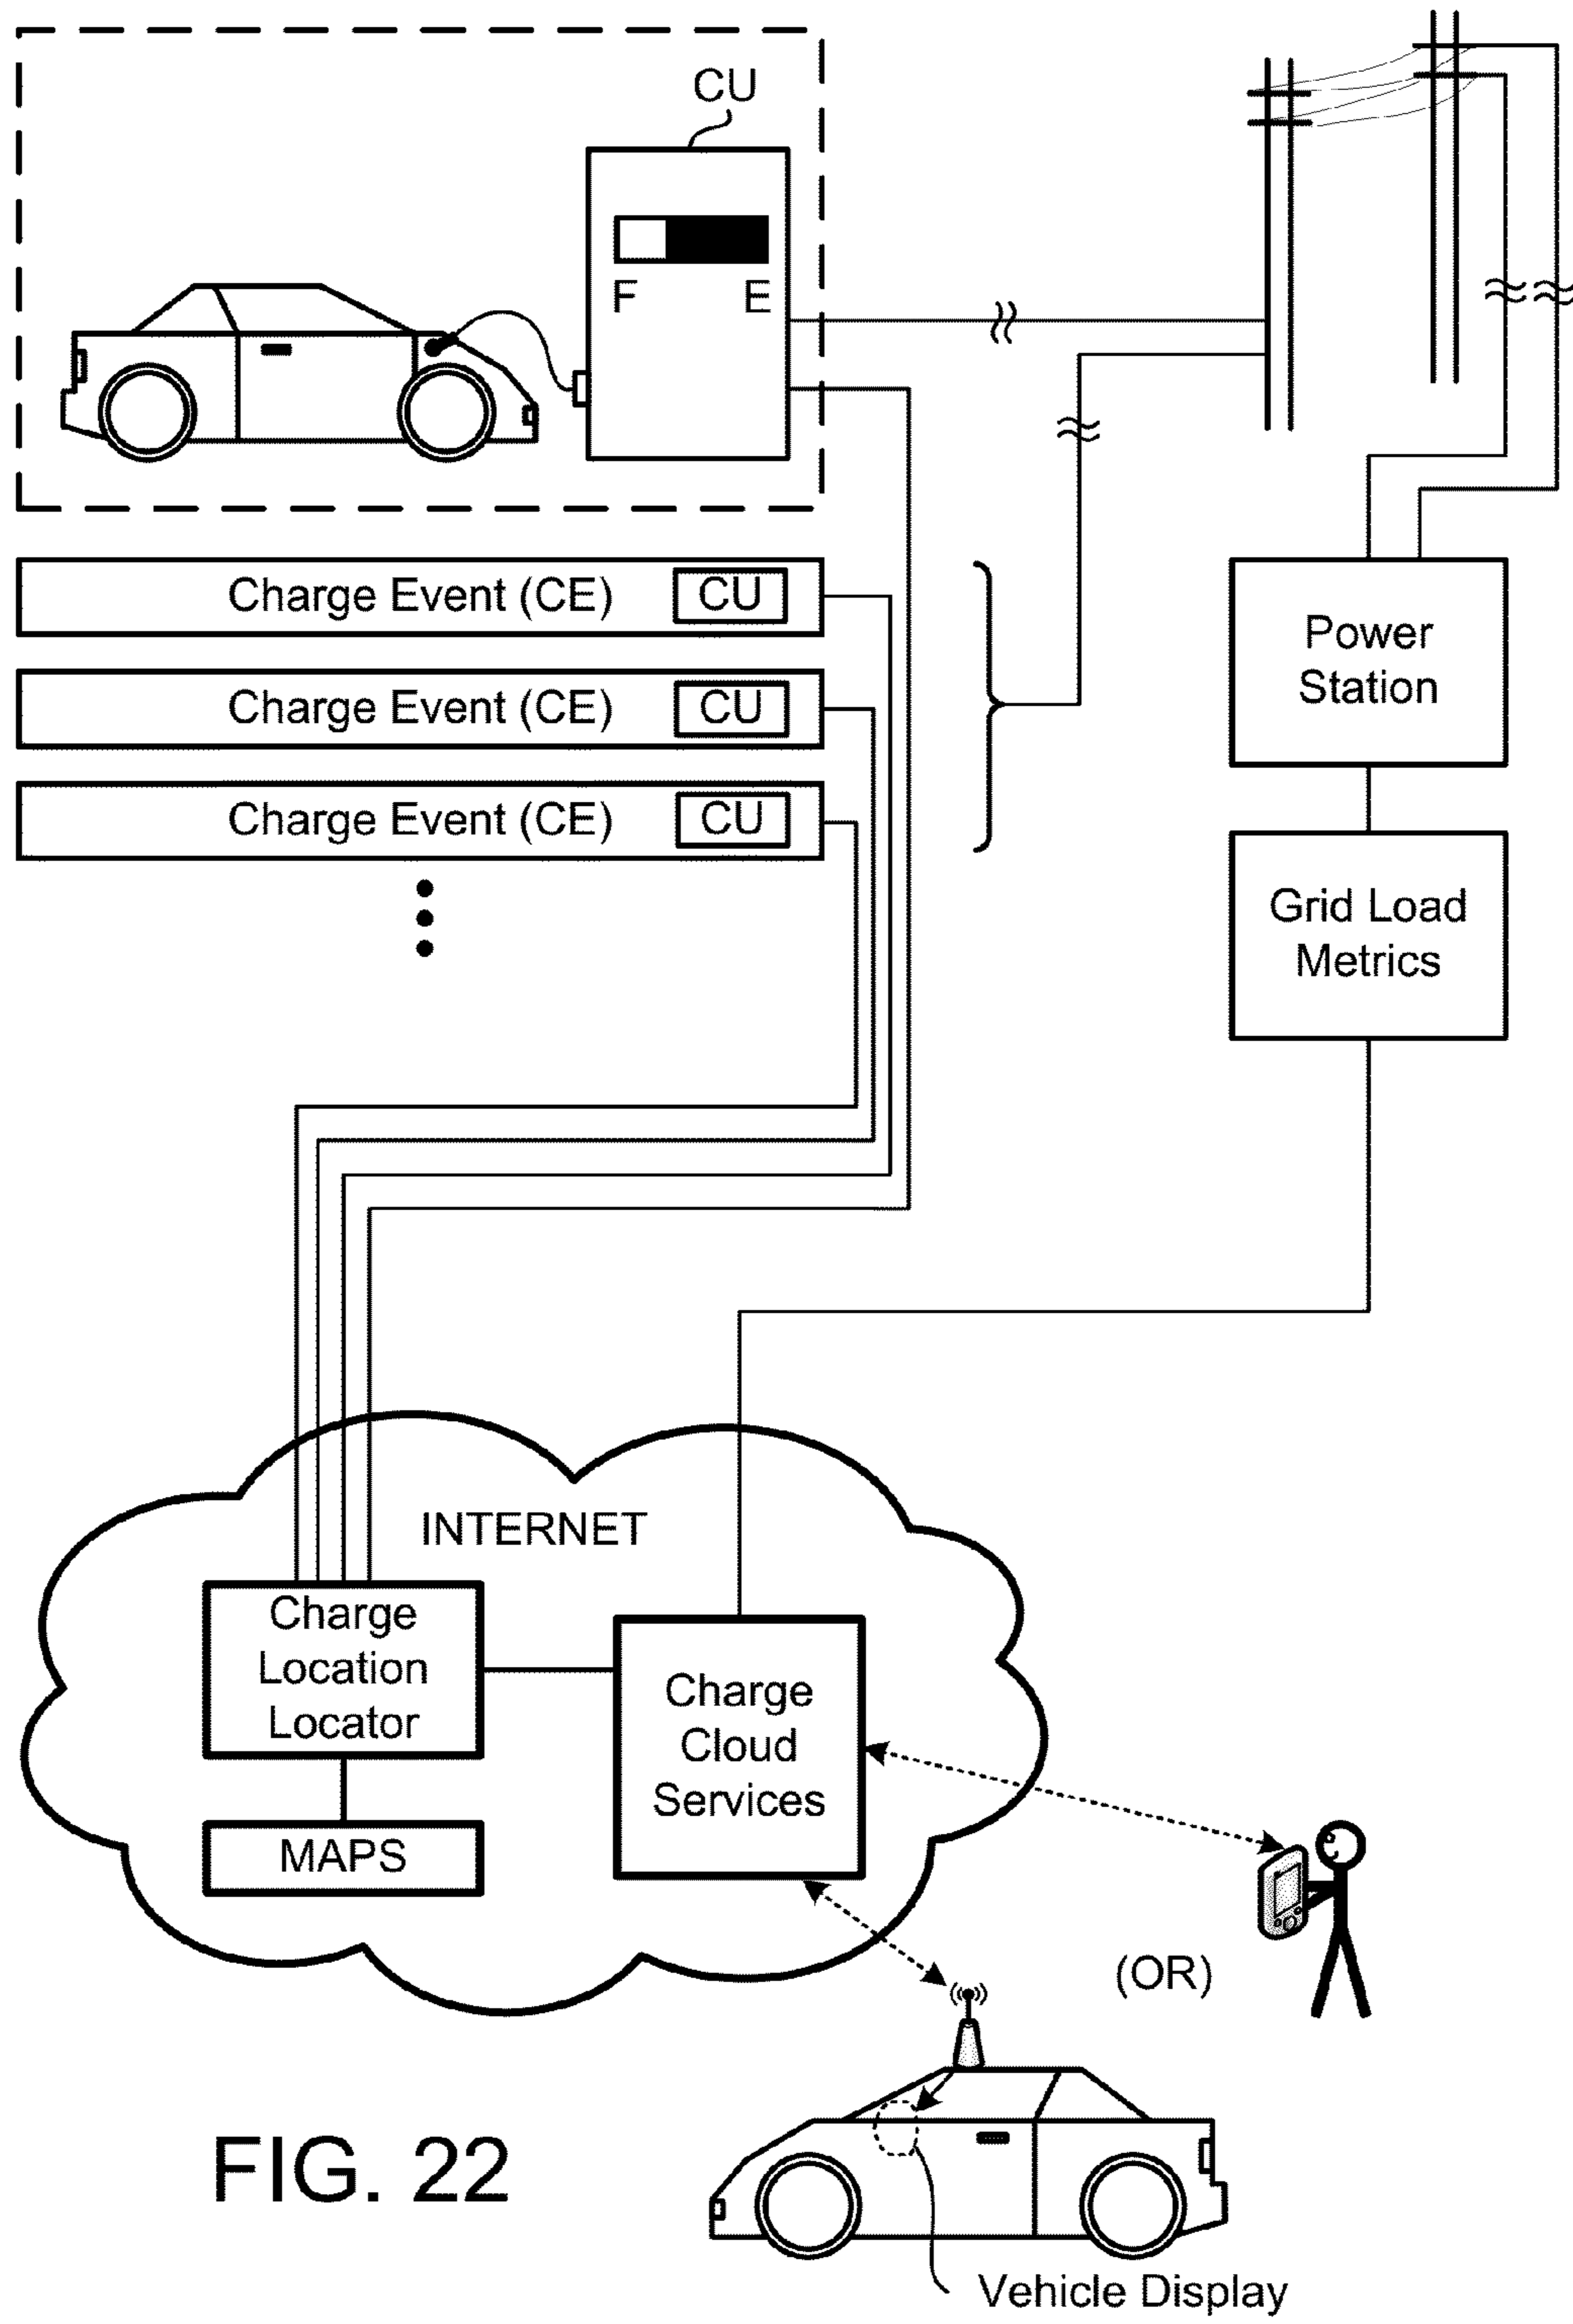 CU
F E
Charge Event (CE) CU
Charge Event (CE) CU
Charge Event (CE) CU
Power
Station
Grid Load
Metrics
INTERNET
Charge
Location
Locator
MAPS
Charge
Cloud
Services
(OR)
FIG. 22
Vehicle Display